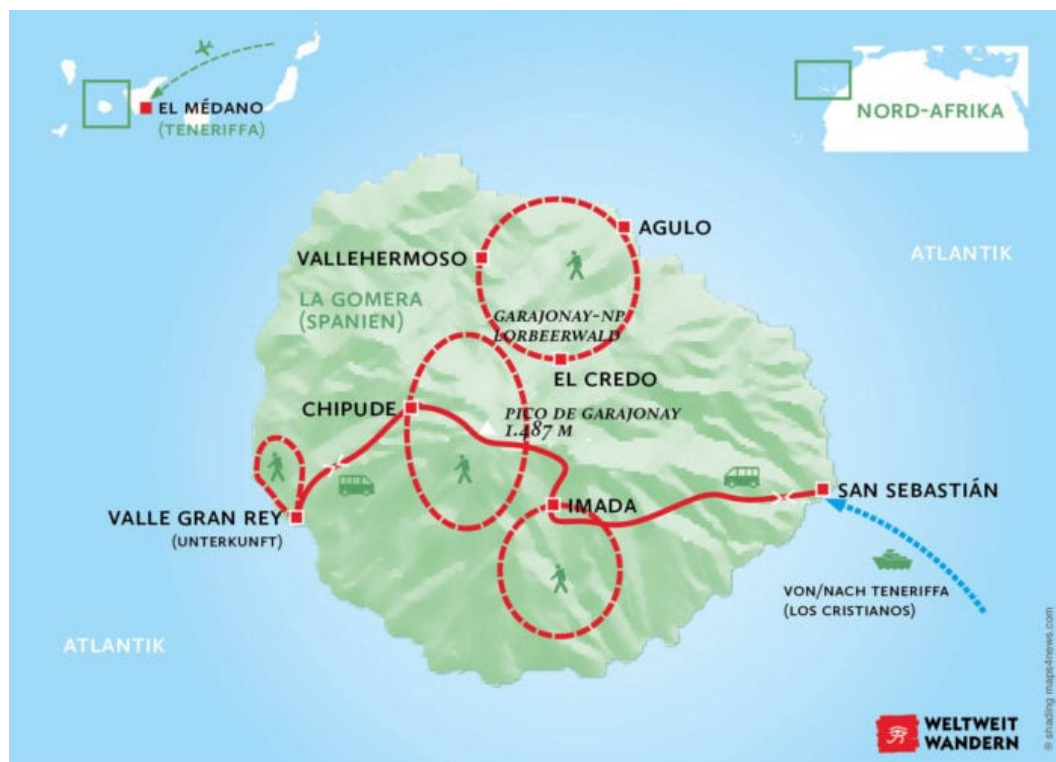 EL MÉDANO
(TENERIFFA)
NORD-AFRIKA
AGULO
VALLEHERMOSO
ATLANTIK
LA GOMERA
(SPANIEN)
GARAJONAY-NP
LORBEERWALD
EL CREDO
CHIPUDE
PICO DE GARAJONAY
1.487 M
IMADA
SAN SEBASTIÁN
VALLE GRAN REY
(UNTERKUNFT)
VON/NACH TENERIFFA
(LOS CRISTIANOS)
ATLANTIK
WELTWEIT
WANDERN
© shading maps4news.com